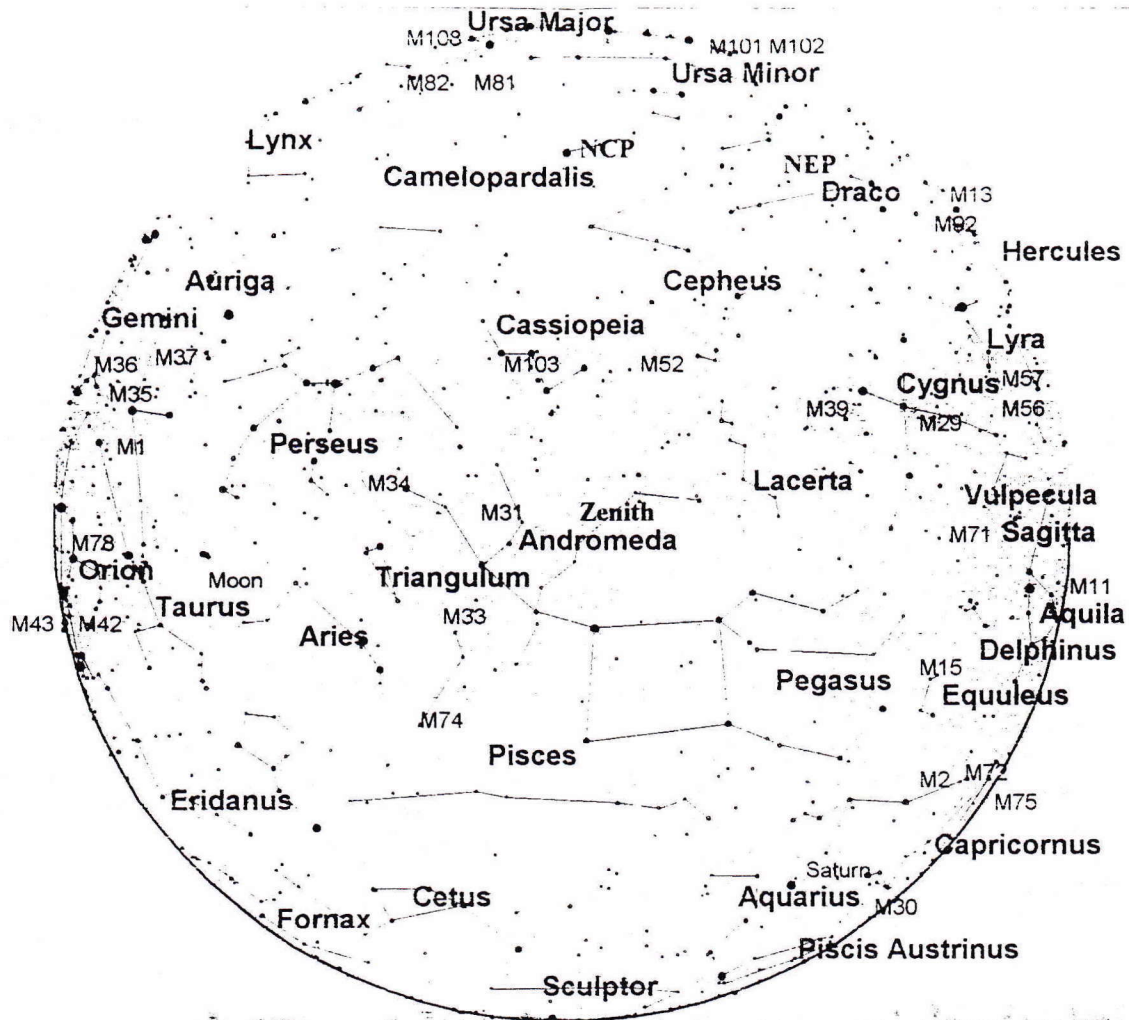 Ursa Major
M108
M101 M102
M82
M81
Ursa Minor
Lynx
NCP
NEP
Camelopardalis
Draco
M13
M92
Hercules
Auriga
Cepheus
Gemini
Cassiopeia
Lyra
M37
M36
M103
M52
Cygnus
M57
M35
M39
M56
M29
M1
Perseus
M34
Lacerta
Vulpecula
M31
Zenith
Sagitta
M78
Andromeda
M71
Orion
Moon
Triangulum
M11
Taurus
M43
M42
M33
Aquila
Aries
Delphinus
M15
Pegasus
Equuleus
M74
Pisces
M2
M72
Eridanus
M75
Capricornus
Saturn
Cetus
Aquarius
M30
Fornax
Piscis Austrinus
Sculptor